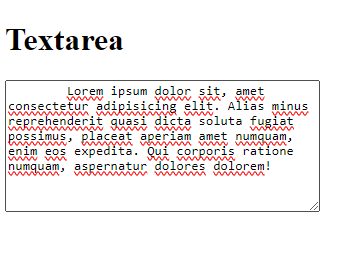 Textarea
Lorem ipsum dolor sit, amet
consectetur adipisicing elit. Alias minus
reprehenderit quasi dicta soluta fugiat
possimus, placeat aperiam amet numquam,
enim eos expedita. Qui corporis ratione
numquam, aspernatur dolores dolorem!